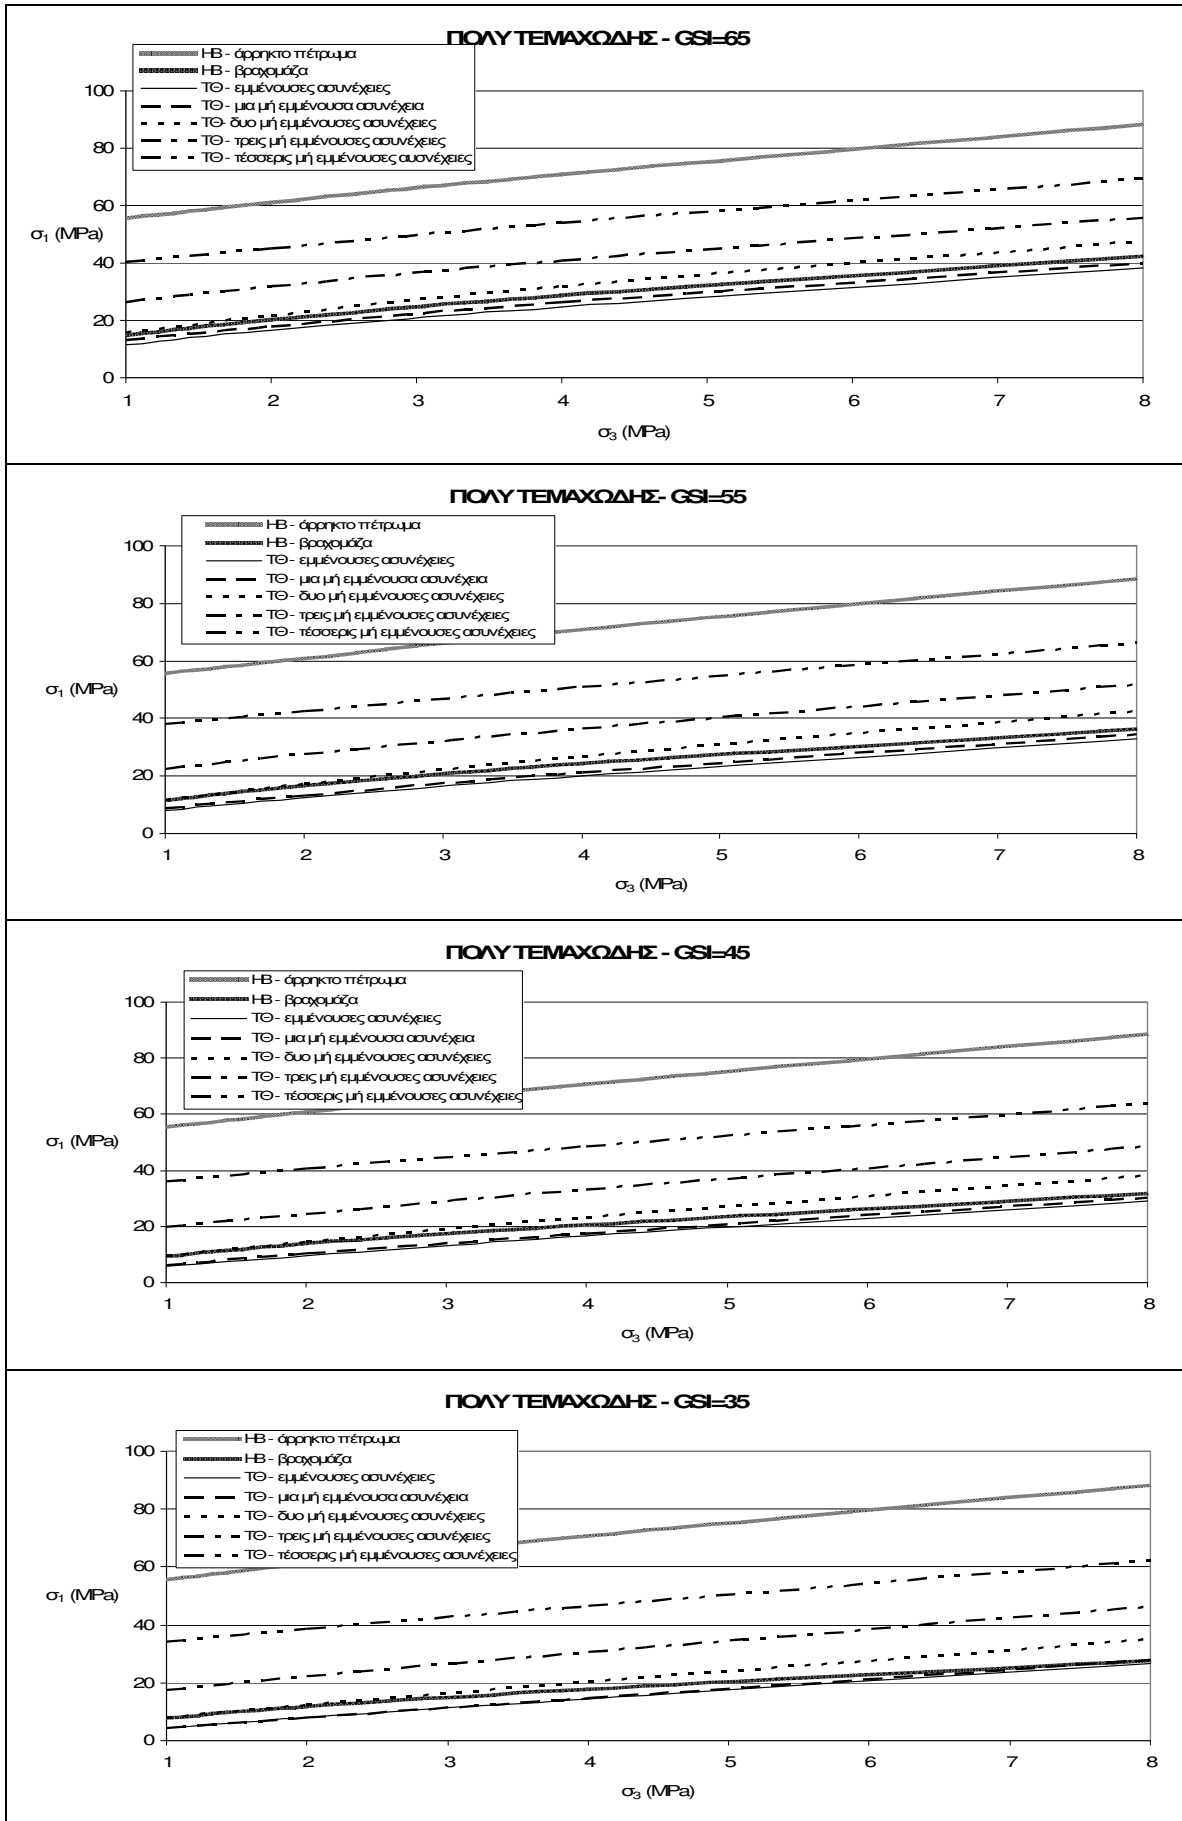 ΠΟΛΥ ΤΕΜΑΧΩΔΗΣ - GSI=65
HB - άρρηκτο πέτρωμα
HB - βραχομάζα
ΤΘ - εμμένουσες ασυνέχειες
ΤΘ - μια μή εμμένουσα ασυνέχεια
ΤΘ- δυο μή εμμένουσες ασυνέχειες
ΤΘ - τρεις μή εμμένουσες ασυνέχειες
ΤΘ - τέσσερις μή εμμένουσες αυσνέχειες
100
80
60
40
20
0
σ1 (MPa)
1 2 3 4 5 6 7 8
σ3 (MPa)
ΠΟΛΥ ΤΕΜΑΧΩΔΗΣ- GSI=55
HB - άρρηκτο πέτρωμα
HB - βραχομάζα
ΤΘ - εμμένουσες ασυνέχειες
ΤΘ - μια μή εμμένουσα ασυνέχεια
ΤΘ - δυο μή εμμένουσες ασυνέχειες
ΤΘ - τρεις μή εμμένουσες ασυνέχειες
ΤΘ - τέσσερις μή εμμένουσες ασυνέχειες
100
80
60
40
20
0
σ1 (MPa)
1 2 3 4 5 6 7 8
σ3 (MPa)
ΠΟΛΥ ΤΕΜΑΧΩΔΗΣ - GSI=45
HB - άρρηκτο πέτρωμα
HB - βραχομάζα
ΤΘ - εμμένουσες ασυνέχειες
ΤΘ - μια μή εμμένουσα ασυνέχεια
ΤΘ - δυο μή εμμένουσες ασυνέχειες
ΤΘ - τρεις μή εμμένουσες ασυνέχειες
ΤΘ - τέσσερις μή εμμένουσες ασυνέχειες
100
80
60
40
20
0
σ1 (MPa)
1 2 3 4 5 6 7 8
σ3 (MPa)
ΠΟΛΥ ΤΕΜΑΧΩΔΗΣ - GSI=35
HB - άρρηκτο πέτρωμα
HB - βραχομάζα
ΤΘ - εμμένουσες ασυνέχειες
ΤΘ - μια μή εμμένουσα ασυνέχεια
ΤΘ - δυο μή εμμένουσες ασυνέχειες
ΤΘ - τρεις μή εμμένουσες ασυνέχειες
ΤΘ - τέσσερις μή εμμένουσες ασυνέχειες
100
80
60
40
20
0
σ1 (MPa)
1 2 3 4 5 6 7 8
σ3 (MPa)